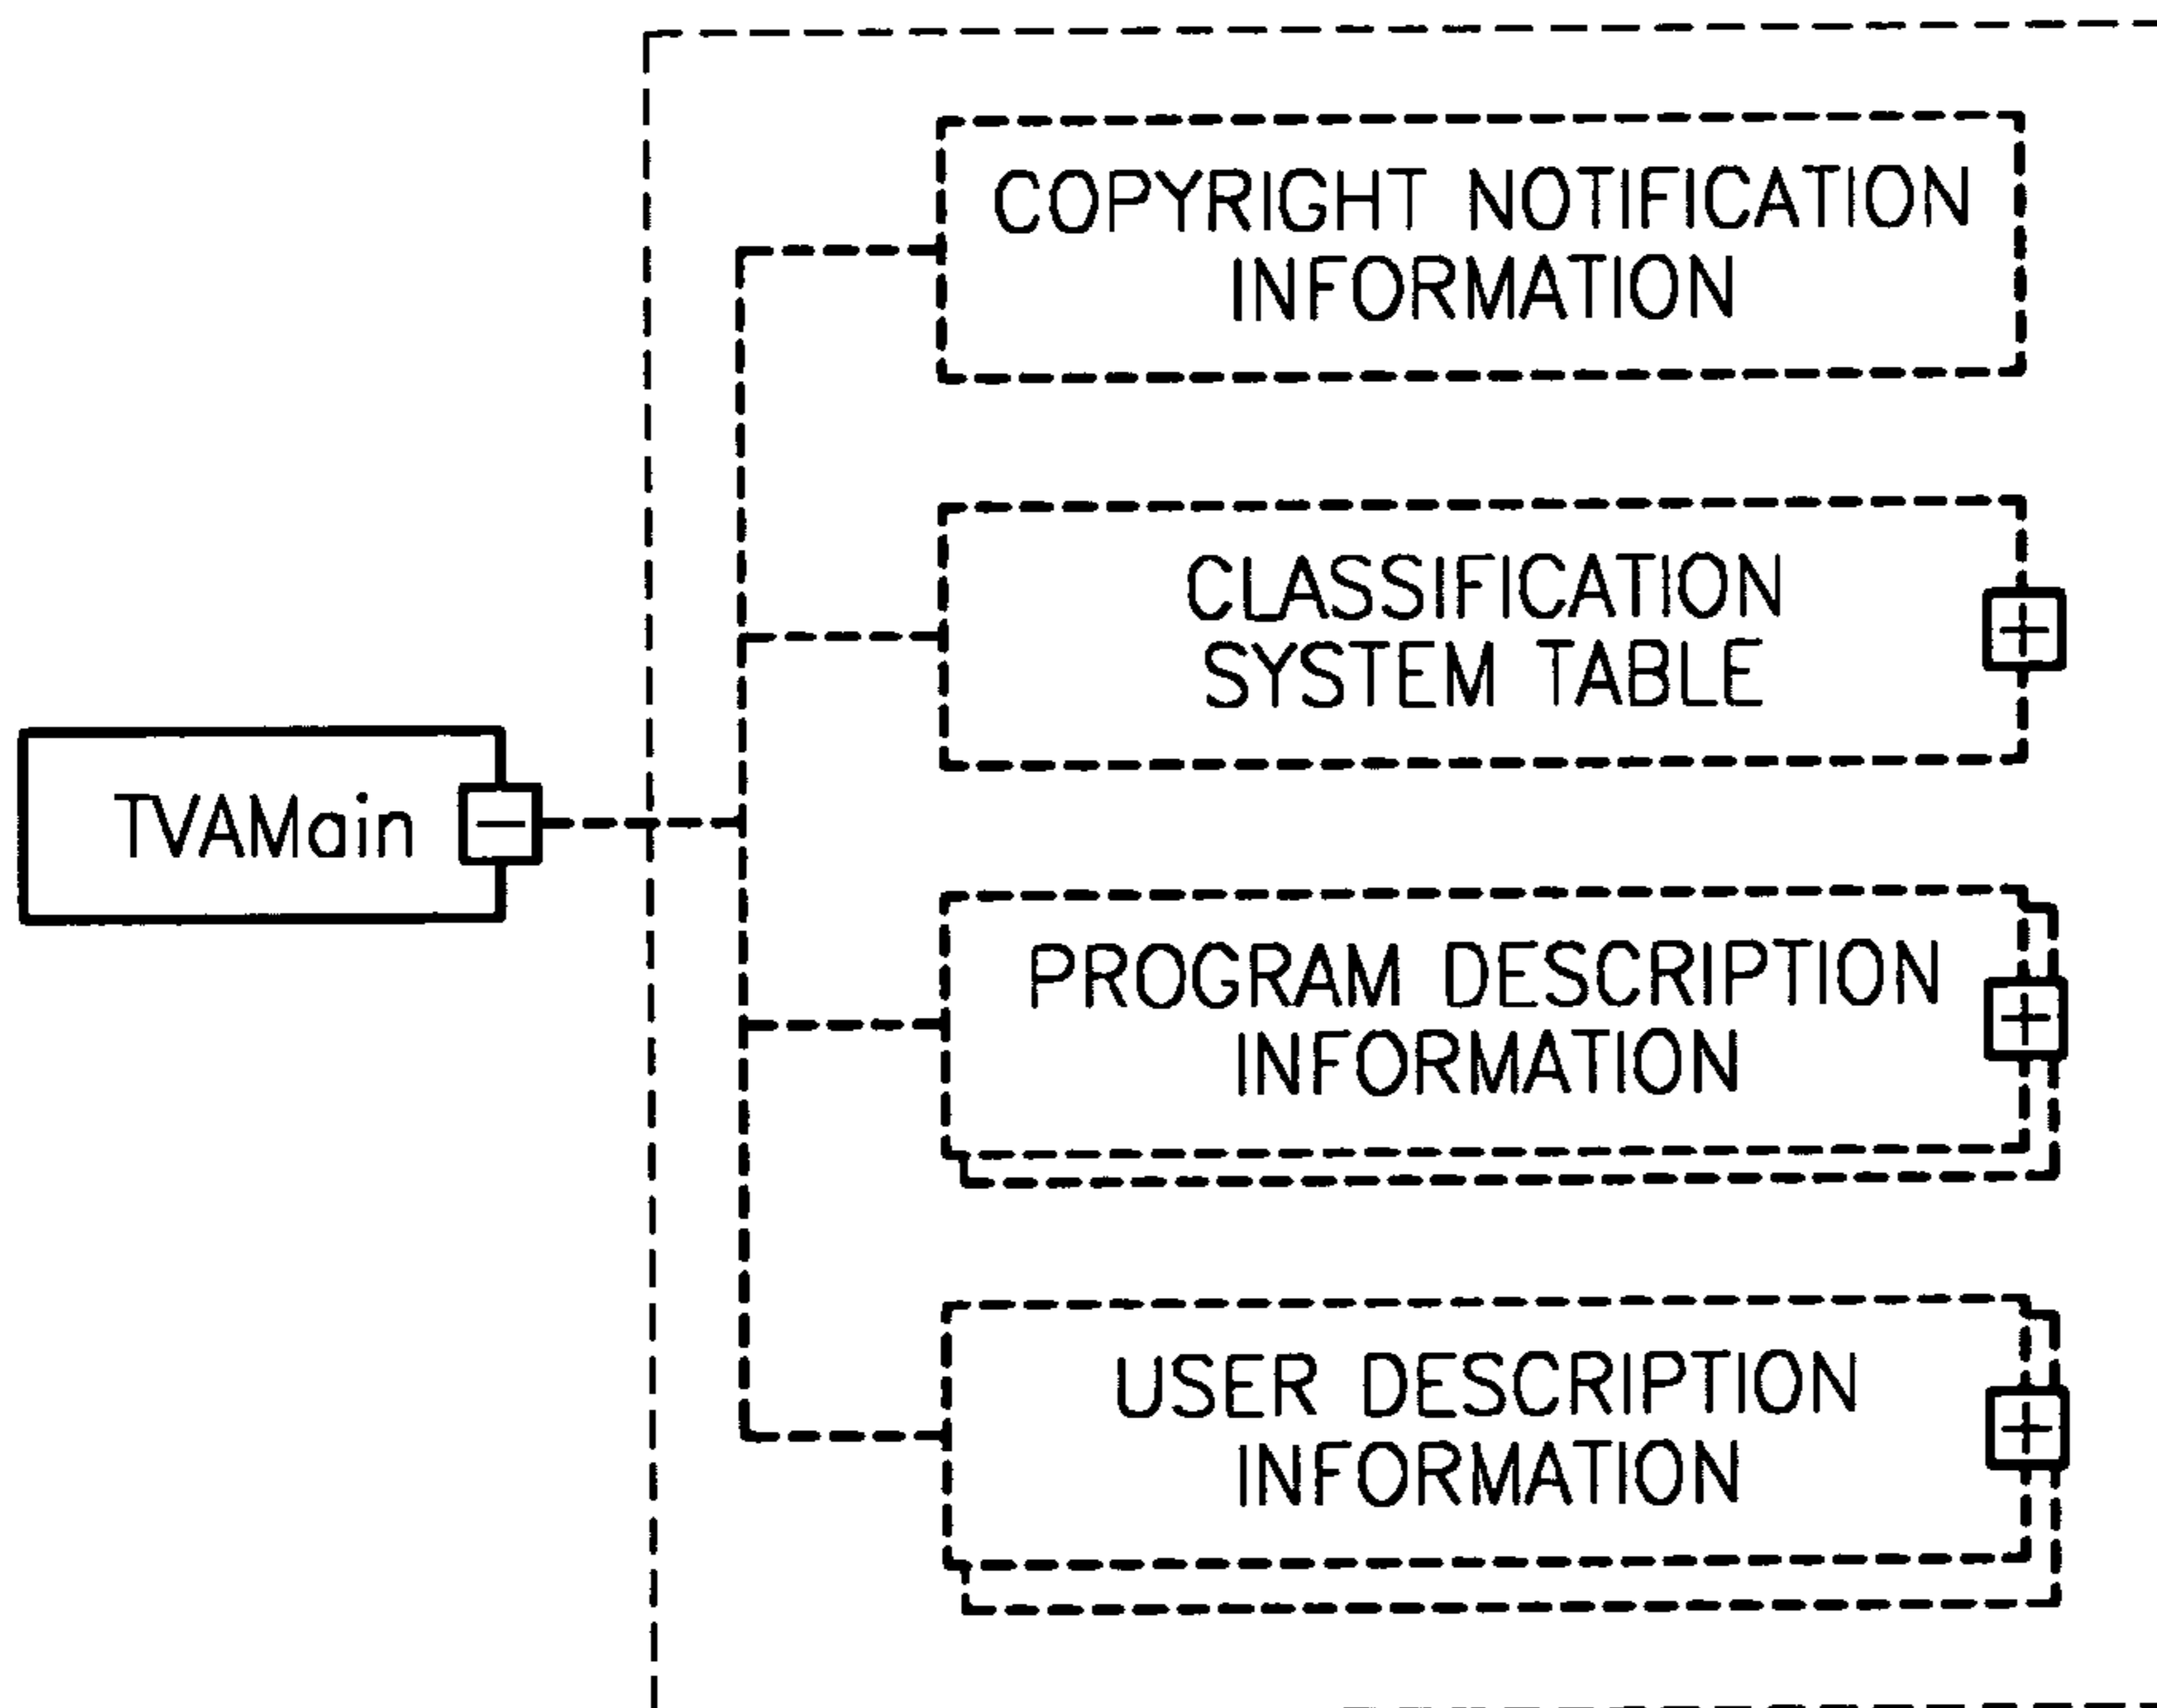 COPYRIGHT NOTIFICATION
INFORMATION
CLASSIFICATION
SYSTEM TABLE
TVAMain
PROGRAM DESCRIPTION
INFORMATION
USER DESCRIPTION
INFORMATION